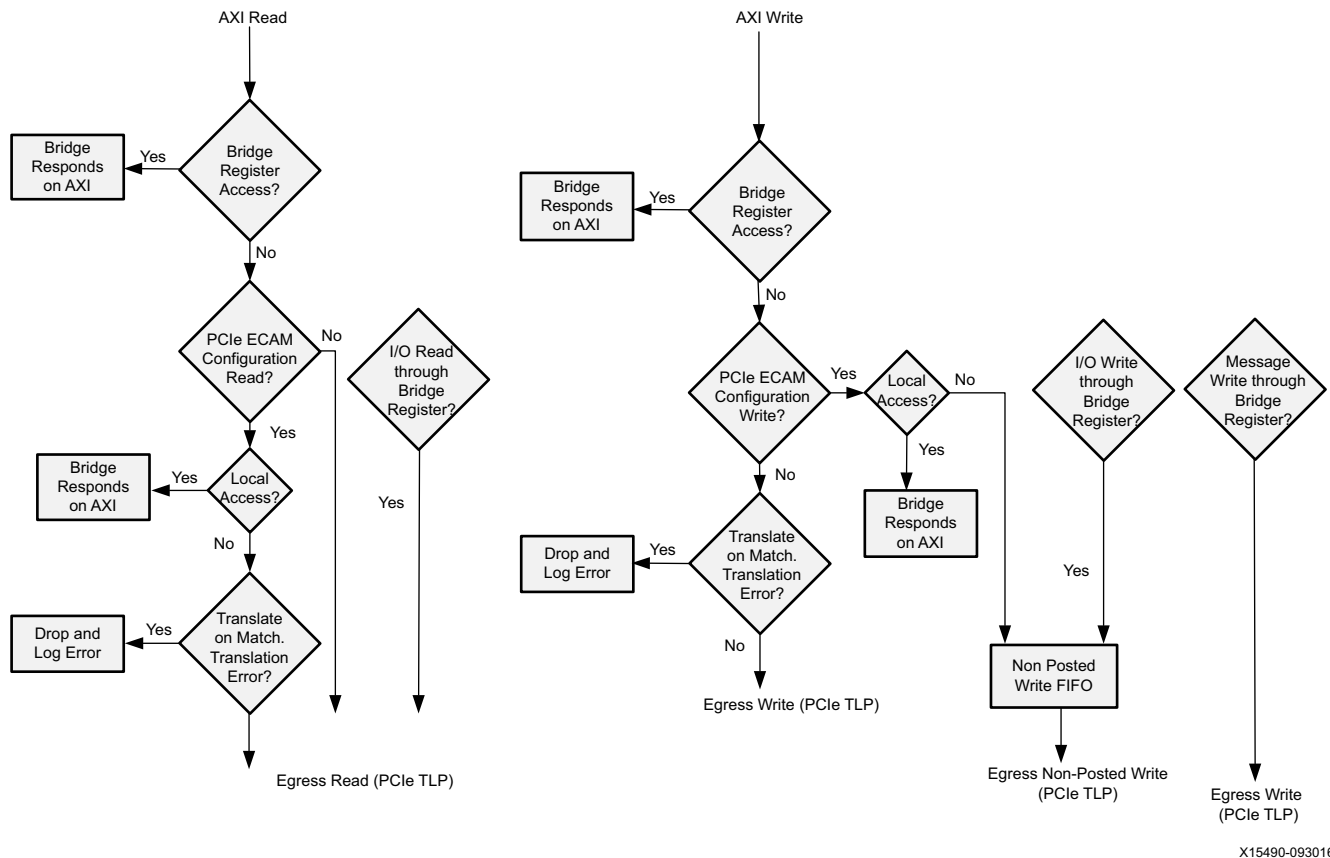 AXI Read
Bridge
Register
Access?
Yes
Bridge
Responds
on AXI
No
PCIe ECAM
Configuration
Read?
No
I/O Read
through
Bridge
Register?
Yes
Yes
Local
Access?
Yes
Bridge
Responds
on AXI
No
Translate
on Match.
Translation
Error?
Yes
Drop and
Log Error
Egress Read (PCIe TLP)
AXI Write
Bridge
Register
Access?
Yes
Bridge
Responds
on AXI
No
PCIe ECAM
Configuration
Write?
Yes
Local
Access?
No
Yes
Bridge
Responds
on AXI
No
Translate
on Match.
Translation
Error?
Yes
Drop and
Log Error
No
Egress Write (PCIe TLP)
I/O Write
through
Bridge
Register?
Yes
Non Posted
Write FIFO
Egress Non-Posted Write
(PCIe TLP)
Message
Write through
Bridge
Register?
Egress Write
(PCIe TLP)
X15490-093016